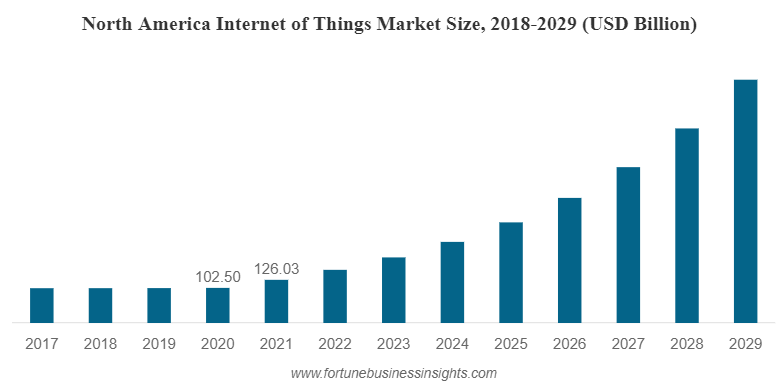 North America Internet of Things Market Size, 2018-2029 (USD Billion)
102.50
126.03
2017 2018 2019 2020 2021 2022 2023 2024 2025 2026 2027 2028 2029
www.fortunebusinessinsights.com